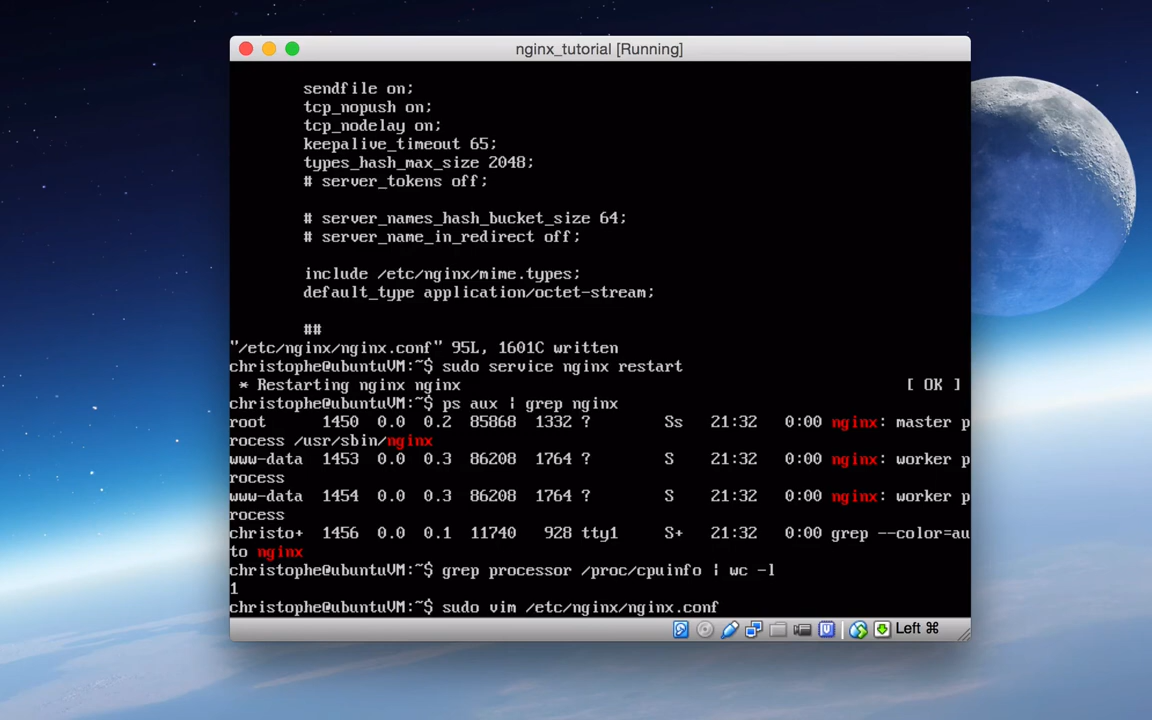 nginx_tutorial [Running]
sendfile on;
tcp_nopush on;
tcp_nodelay on;
keepalive_timeout 65;
types_hash_max_size 2048;
# server_tokens off;
# server_names_hash_bucket_size 64;
# server_name_in_redirect off;
include /etc/nginx/mime.types;
default_type application/octet-stream;
##
"/etc/nginx/nginx.conf" 95L, 1601C written
christophe@ubuntuVM:~$ sudo service nginx restart
* Restarting nginx nginx [ OK ]
christophe@ubuntuVM:~$ ps aux | grep nginx
root 1450 0.0 0.2 85868 1332 ? Ss 21:32 0:00 nginx: master p
rocess /usr/sbin/nginx
www-data 1453 0.0 0.3 86208 1764 ? S 21:32 0:00 nginx: worker p
rocess
www-data 1454 0.0 0.3 86208 1764 ? S 21:32 0:00 nginx: worker p
rocess
christo+ 1456 0.0 0.1 11740 928 tty1 S+ 21:32 0:00 grep --color=au
to nginx
christophe@ubuntuVM:~$ grep processor /proc/cpuinfo | wc -l
1
christophe@ubuntuVM:~$ sudo vim /etc/nginx/nginx.conf
Left ⌘